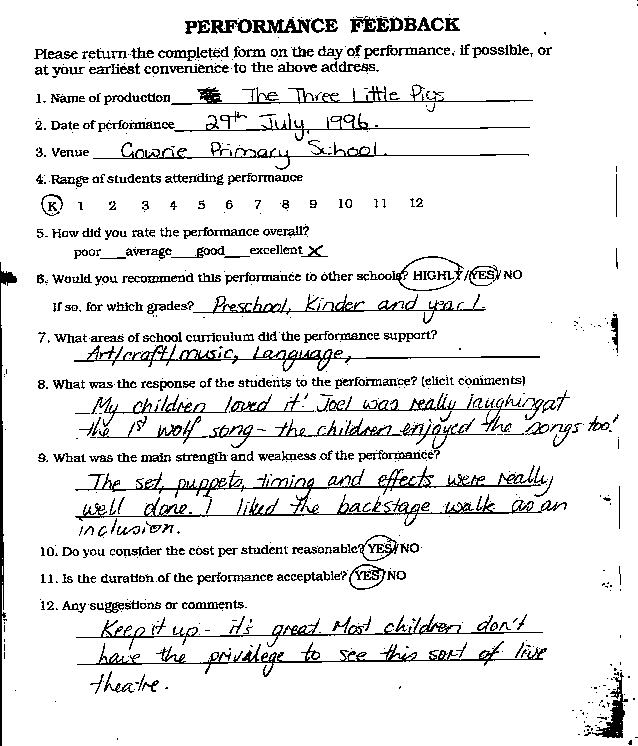 PERFORMANCE FEEDBACK
Please return the completed form on the day of performance, if possible, or
at your earliest convenience to the above address.
1. Name of production The Three Little Pigs
2. Date of performance 29th July, 1996.
3. Venue Gowrie Primary School.
4. Range of students attending performance
K 1 2 3 4 5 6 7 8 9 10 11 12
5. How did you rate the performance overall?
poor average good excellent X
6. Would you recommend this performance to other schools? HIGHLY/YES/NO
If so, for which grades? Preschool, Kinder and year 1
7. What areas of school curriculum did the performance support?
Art/craft/music, Language,
8. What was the response of the students to the performance? (elicit comments)
My children loved it! Joel was really laughing at
the 1st wolf song - the children enjoyed the songs too!
9. What was the main strength and weakness of the performance?
The set, puppets, timing and effects were really
well done. I liked the backstage walk as an
inclusion.
10. Do you consider the cost per student reasonable? YES/NO
11. Is the duration of the performance acceptable? YES/NO
12. Any suggestions or comments.
Keep it up - it's great. Most children don't
have the privilege to see this sort of live
theatre.